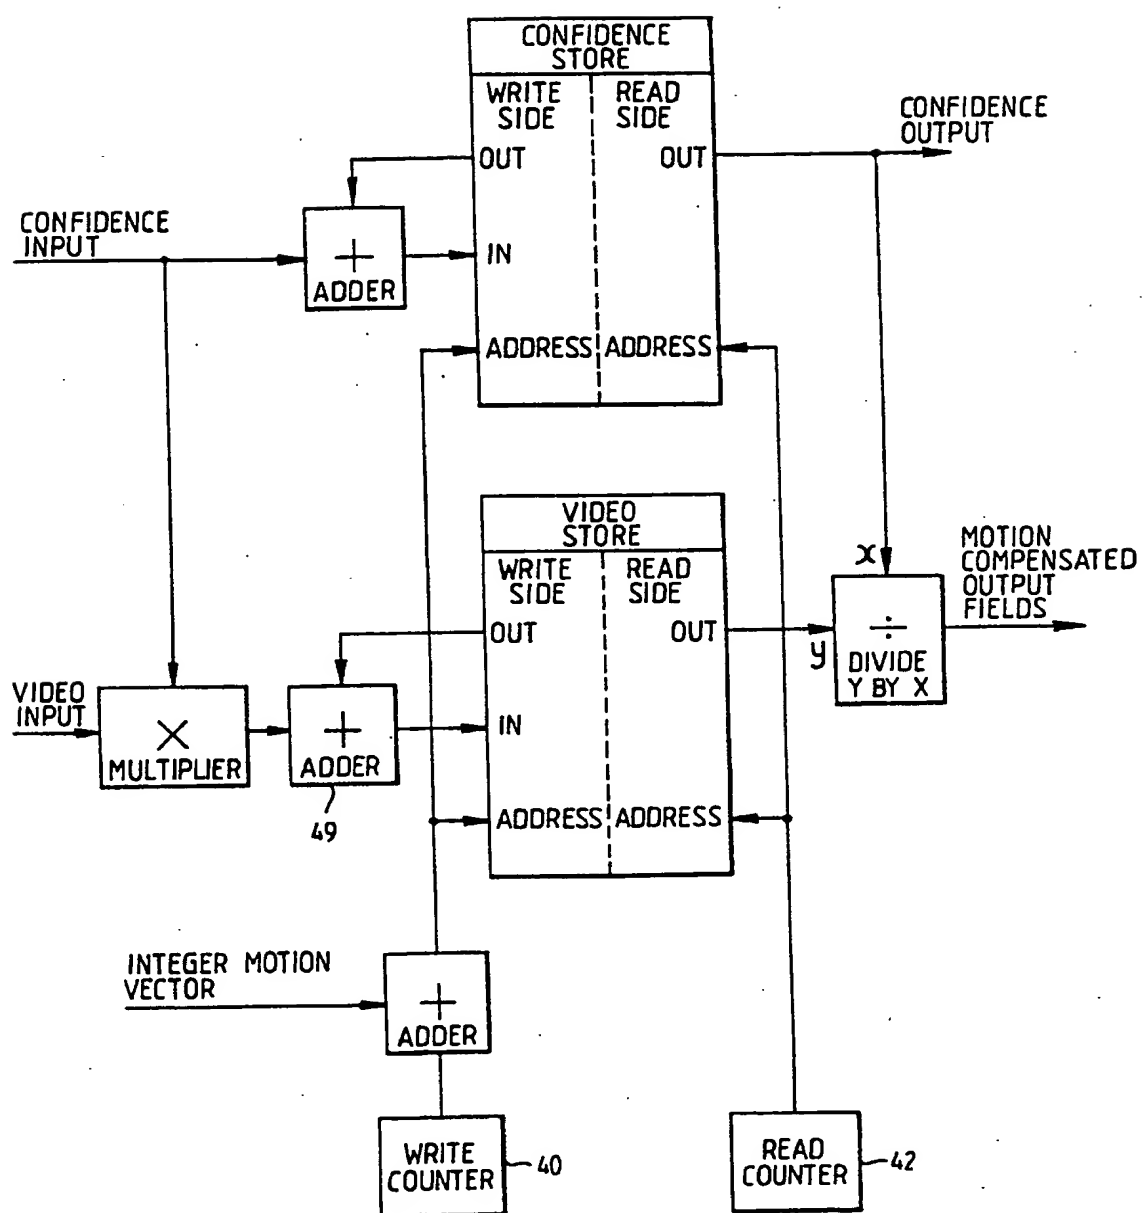 CONFIDENCE
STORE
WRITE
SIDE
READ
SIDE
OUT
OUT
CONFIDENCE
OUTPUT
CONFIDENCE
INPUT
+
ADDER
IN
ADDRESS
ADDRESS
VIDEO
STORE
WRITE
SIDE
READ
SIDE
OUT
OUT
x
y
÷
DIVIDE
Y BY X
MOTION
COMPENSATED
OUTPUT
FIELDS
VIDEO
INPUT
×
MULTIPLIER
+
ADDER
49
IN
ADDRESS
ADDRESS
INTEGER MOTION
VECTOR
+
ADDER
WRITE
COUNTER
40
READ
COUNTER
42